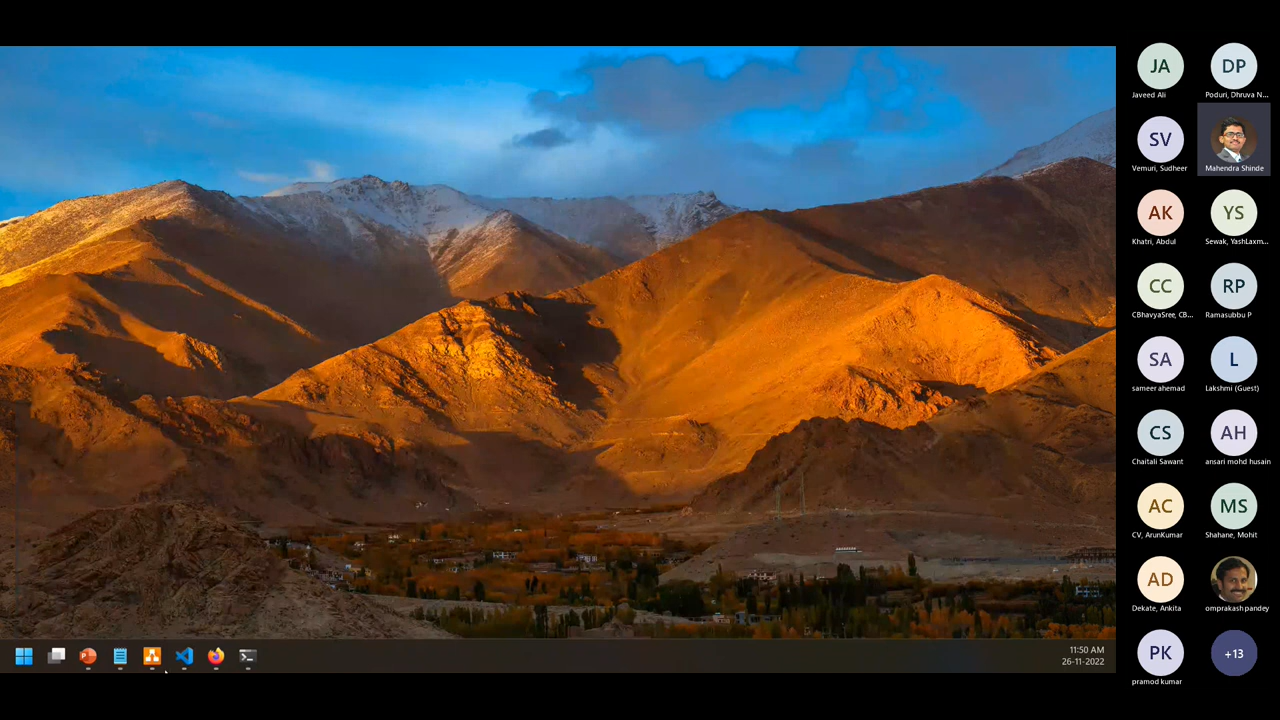 JA
Javeed Ali
DP
Poduri, Dhruva N...
SV
Vemuri, Sudheer
Mahendra Shinde
AK
Khatri, Abdul
YS
Sewak, YashLaxm...
CC
CBhavyaSree, CB...
RP
Ramasubbu P
SA
sameer ahemad
L
Lakshmi (Guest)
CS
Chaitali Sawant
AH
ansari mohd husain
AC
CV, ArunKumar
MS
Shahane, Mohit
AD
Dekate, Ankita
omprakash pandey
PK
pramod kumar
+13
11:50 AM
26-11-2022